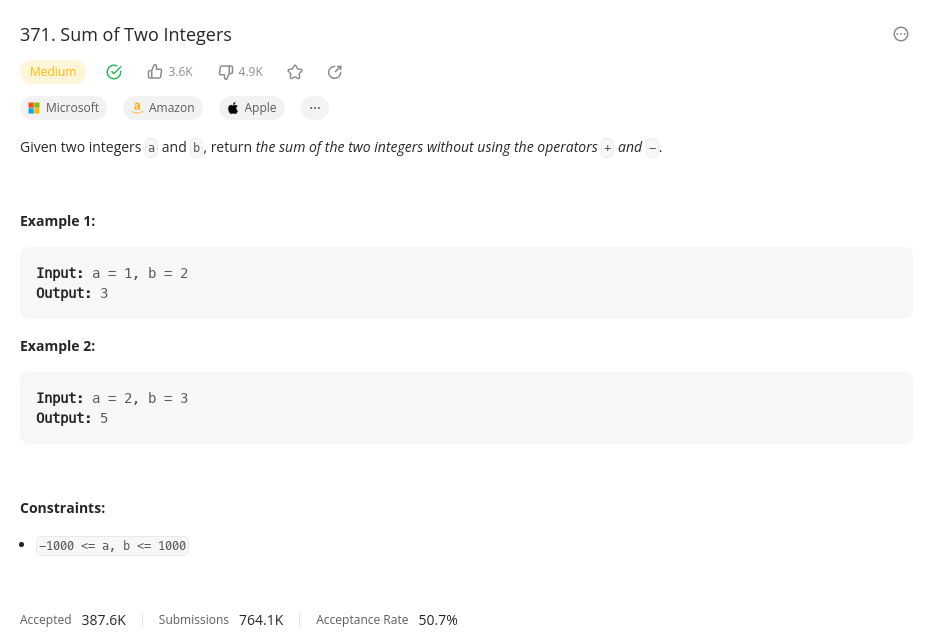 371. Sum of Two Integers
Medium 3.6K 4.9K
Microsoft Amazon Apple ...
Given two integers a and b, return the sum of the two integers without using the operators + and −.
Example 1:
Input: a = 1, b = 2
Output: 3
Example 2:
Input: a = 2, b = 3
Output: 5
Constraints:
• −1000 <= a, b <= 1000
Accepted 387.6K Submissions 764.1K Acceptance Rate 50.7%